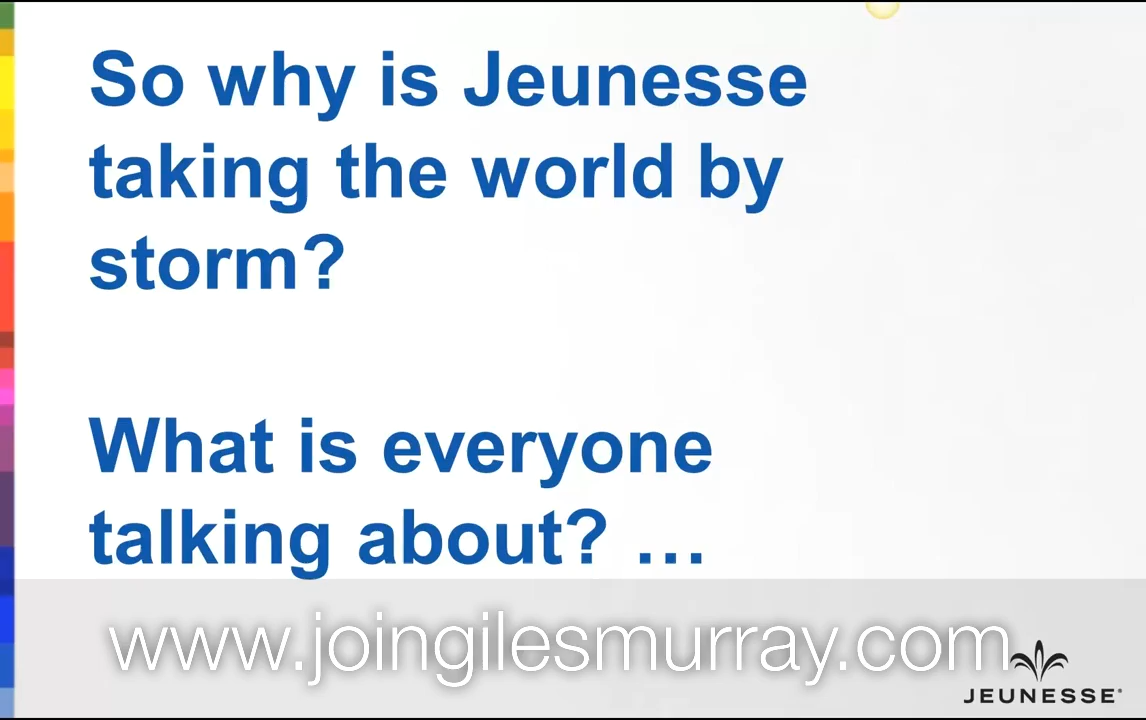 So why is Jeunesse
taking the world by
storm?
What is everyone
talking about? ...
www.joingilesmurray.com
JEUNESSE®